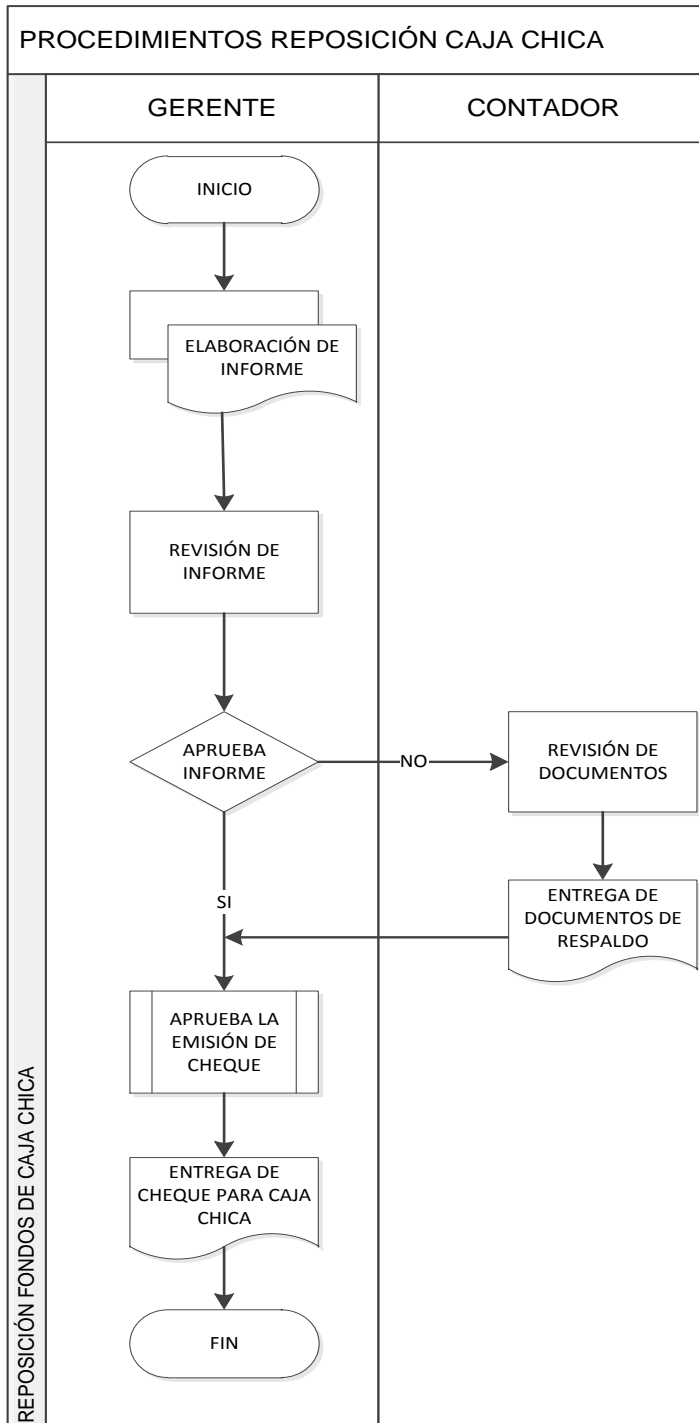 PROCEDIMIENTOS REPOSICIÓN CAJA CHICA
GERENTE
CONTADOR
INICIO
ELABORACIÓN DE
INFORME
REVISIÓN DE
INFORME
APRUEBA
INFORME
NO
REVISIÓN DE
DOCUMENTOS
SI
ENTREGA DE
DOCUMENTOS DE
RESPALDO
APRUEBA LA
EMISIÓN DE
CHEQUE
ENTREGA DE
CHEQUE PARA CAJA
CHICA
FIN
REPOSICIÓN FONDOS DE CAJA CHICA